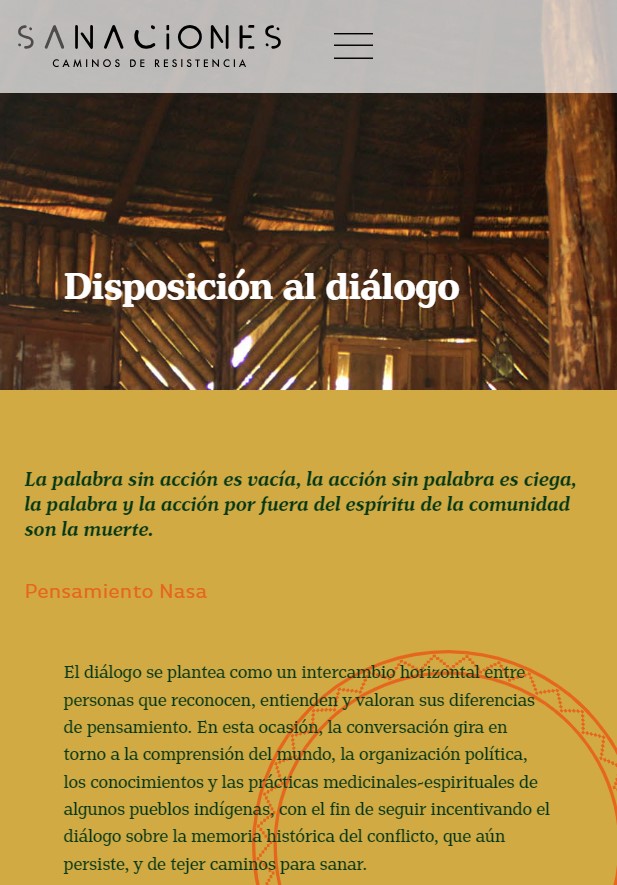 SANACIONES
CAMINOS DE RESISTENCIA
Disposición al diálogo
La palabra sin acción es vacía, la acción sin palabra es ciega,
la palabra y la acción por fuera del espíritu de la comunidad
son la muerte.
Pensamiento Nasa
El diálogo se plantea como un intercambio horizontal entre
personas que reconocen, entienden y valoran sus diferencias
de pensamiento. En esta ocasión, la conversación gira en
torno a la comprensión del mundo, la organización política,
los conocimientos y las prácticas medicinales-espirituales de
algunos pueblos indígenas, con el fin de seguir incentivando el
diálogo sobre la memoria histórica del conflicto, que aún
persiste, y de tejer caminos para sanar.